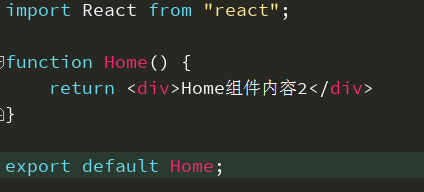 import React from "react";
function Home() {
return <div>Home组件内容2</div>
}
export default Home;